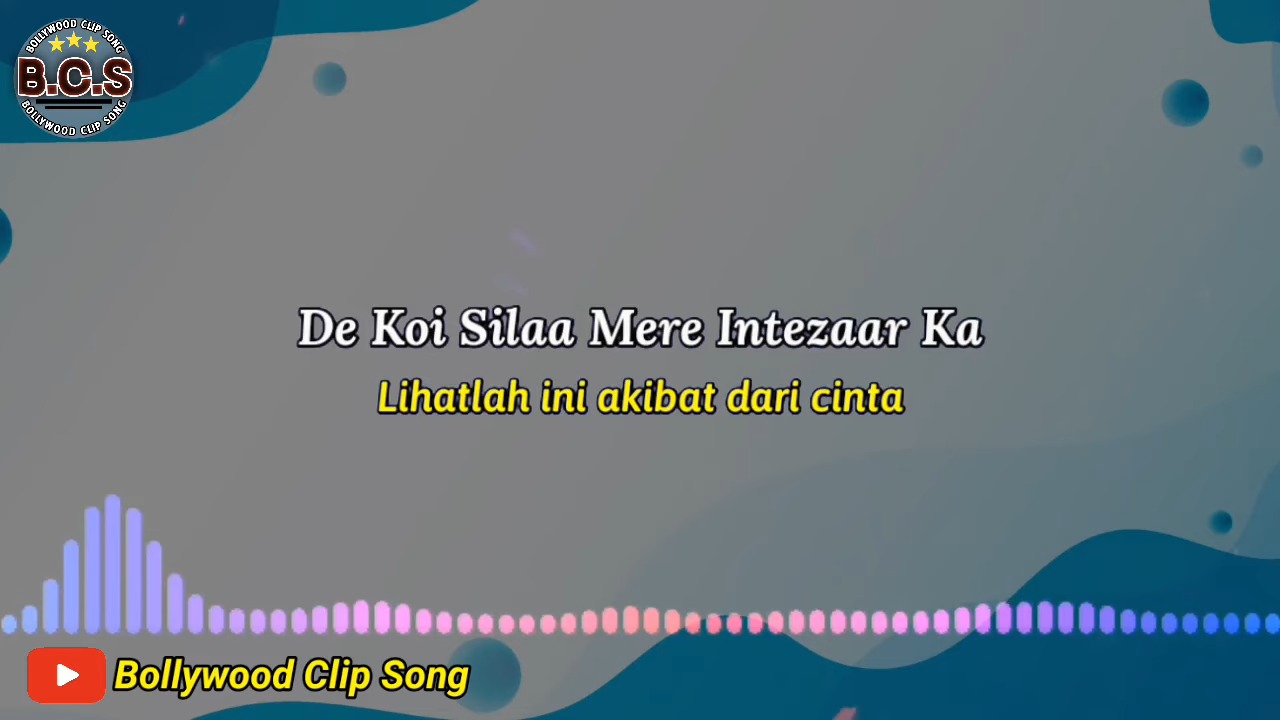 BOLLYWOOD CLIP SONG
B.C.S
BOLLYWOOD CLIP SONG
De Koi Silaa Mere Intezaar Ka
Lihatlah ini akibat dari cinta
Bollywood Clip Song